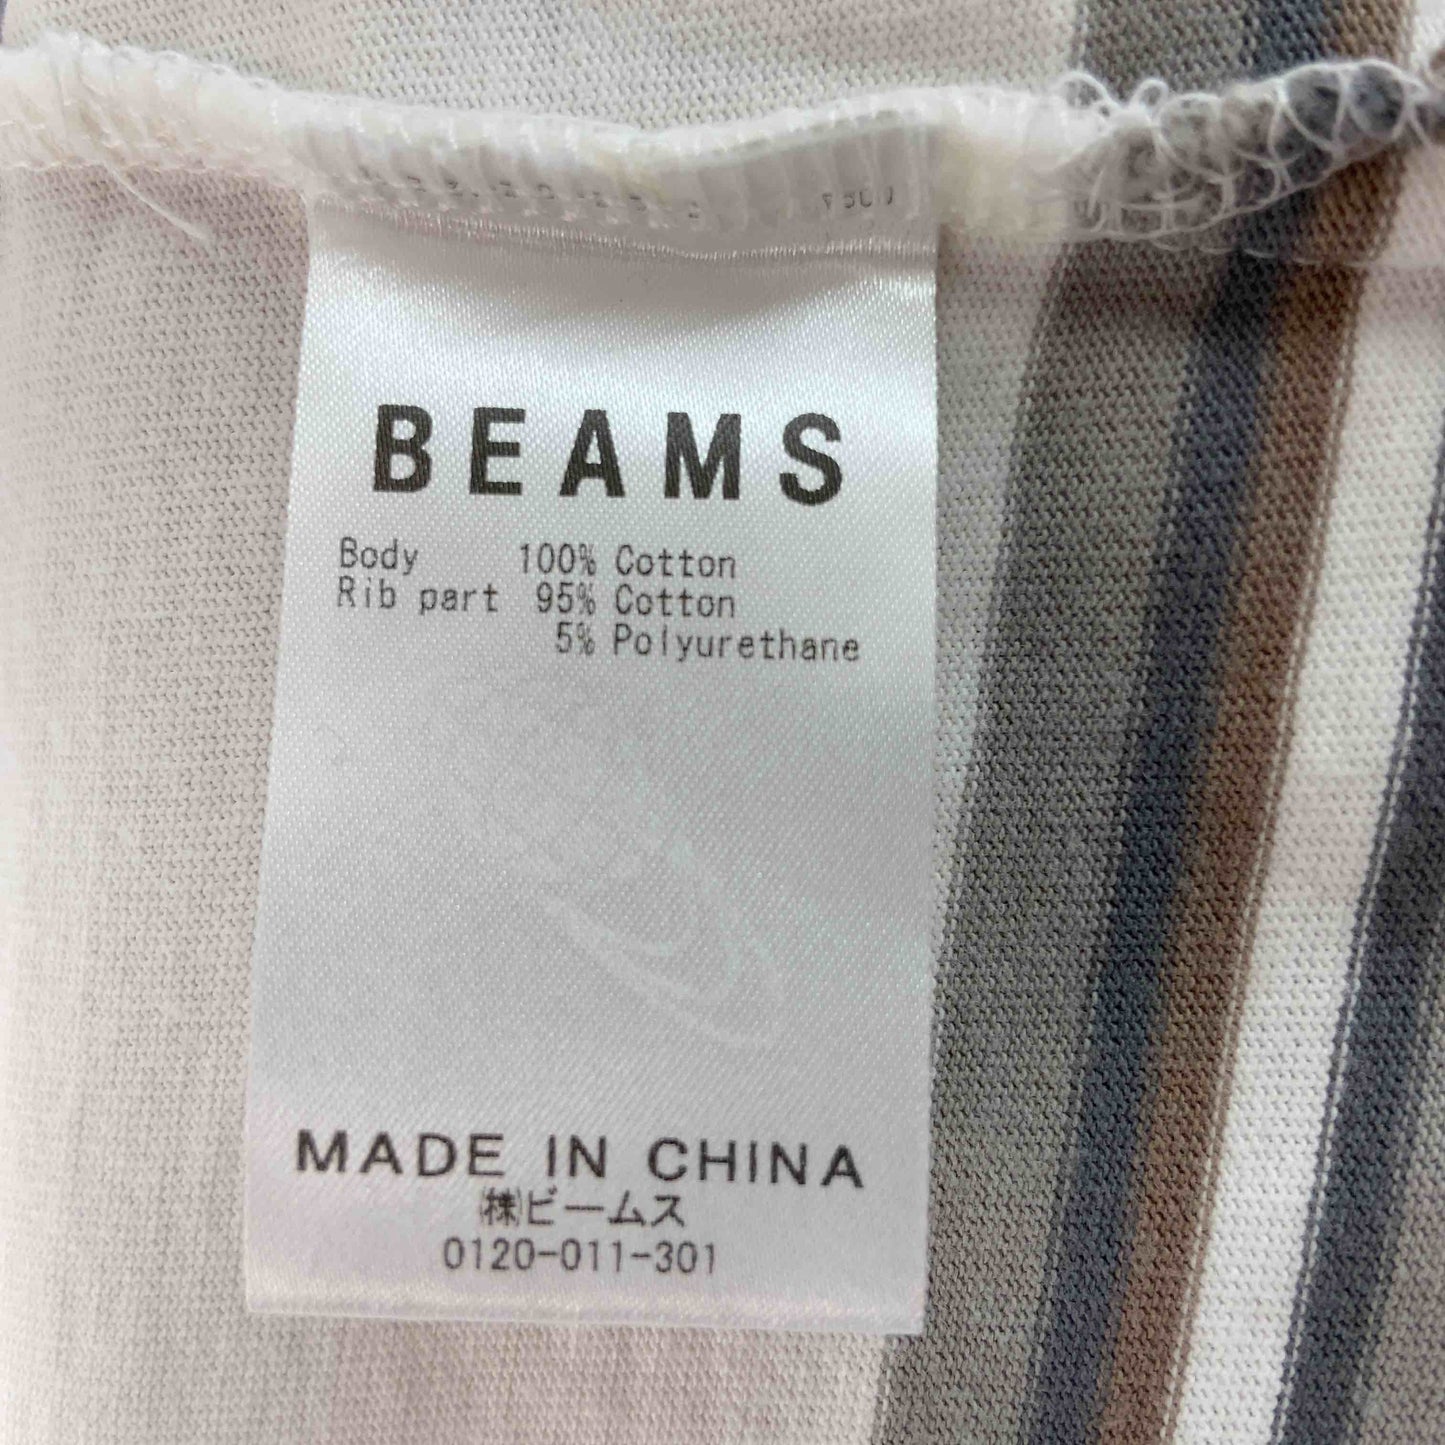 BEAMS
Body 100% Cotton
Rib part 95% Cotton
5% Polyurethane
MADE IN CHINA
㈱ビームス
0120-011-301